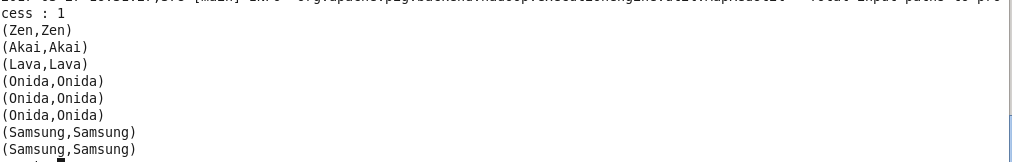 cess : 1
(Zen,Zen)
(Akai,Akai)
(Lava,Lava)
(Onida,Onida)
(Onida,Onida)
(Onida,Onida)
(Samsung,Samsung)
(Samsung,Samsung)